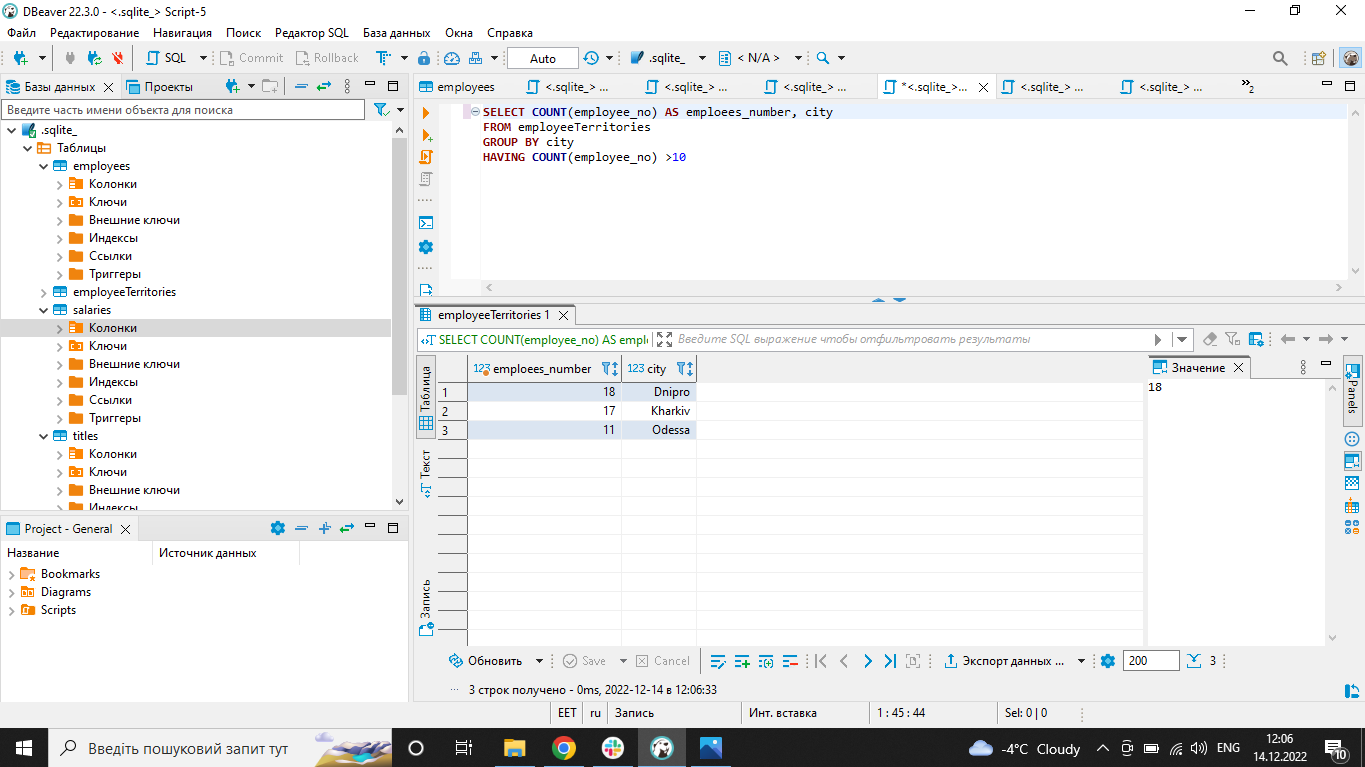 DBeaver 22.3.0 - <.sqlite_> Script-5
Файл Редактирование Навигация Поиск Редактор SQL База данных Окна Справка
SQL Commit Rollback Auto .sqlite_ < N/A >
Базы данных Проекты
Введите часть имени объекта для поиска
.sqlite_
Таблицы
employees
Колонки
Ключи
Внешние ключи
Индексы
Ссылки
Триггеры
employeeTerritories
salaries
Колонки
Ключи
Внешние ключи
Индексы
Ссылки
Триггеры
titles
Колонки
Ключи
Внешние ключи
Индексы
Project - General
Название Источник данных
Bookmarks
Diagrams
Scripts
employees <.sqlite_> ... <.sqlite_> ... <.sqlite_> ... *<.sqlite_>... <.sqlite_> ... <.sqlite_> ... »2
SELECT COUNT(employee_no) AS emploees_number, city
FROM employeeTerritories
GROUP BY city
HAVING COUNT(employee_no) >10
employeeTerritories 1
SELECT COUNT(employee_no) AS emplo Введите SQL выражение чтобы отфильтровать результаты
Таблица
Текст
Запись
123 emploees_number 123 city
1 18 Dnipro
2 17 Kharkiv
3 11 Odessa
Значение
18
Panels
Обновить Save Cancel Экспорт данных ... 200 3
3 строк получено - 0ms, 2022-12-14 в 12:06:33
EET ru Запись Инт. вставка 1 : 45 : 44 Sel: 0 | 0
Введіть пошуковий запит тут -4°C Cloudy ENG 12:06
14.12.2022
10